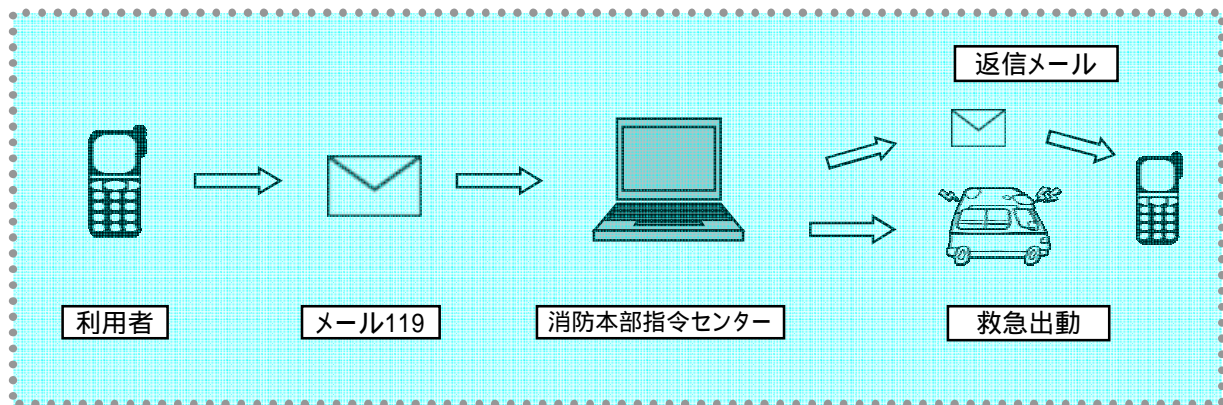 返信メール
利用者
メール119
消防本部指令センター
救急出動